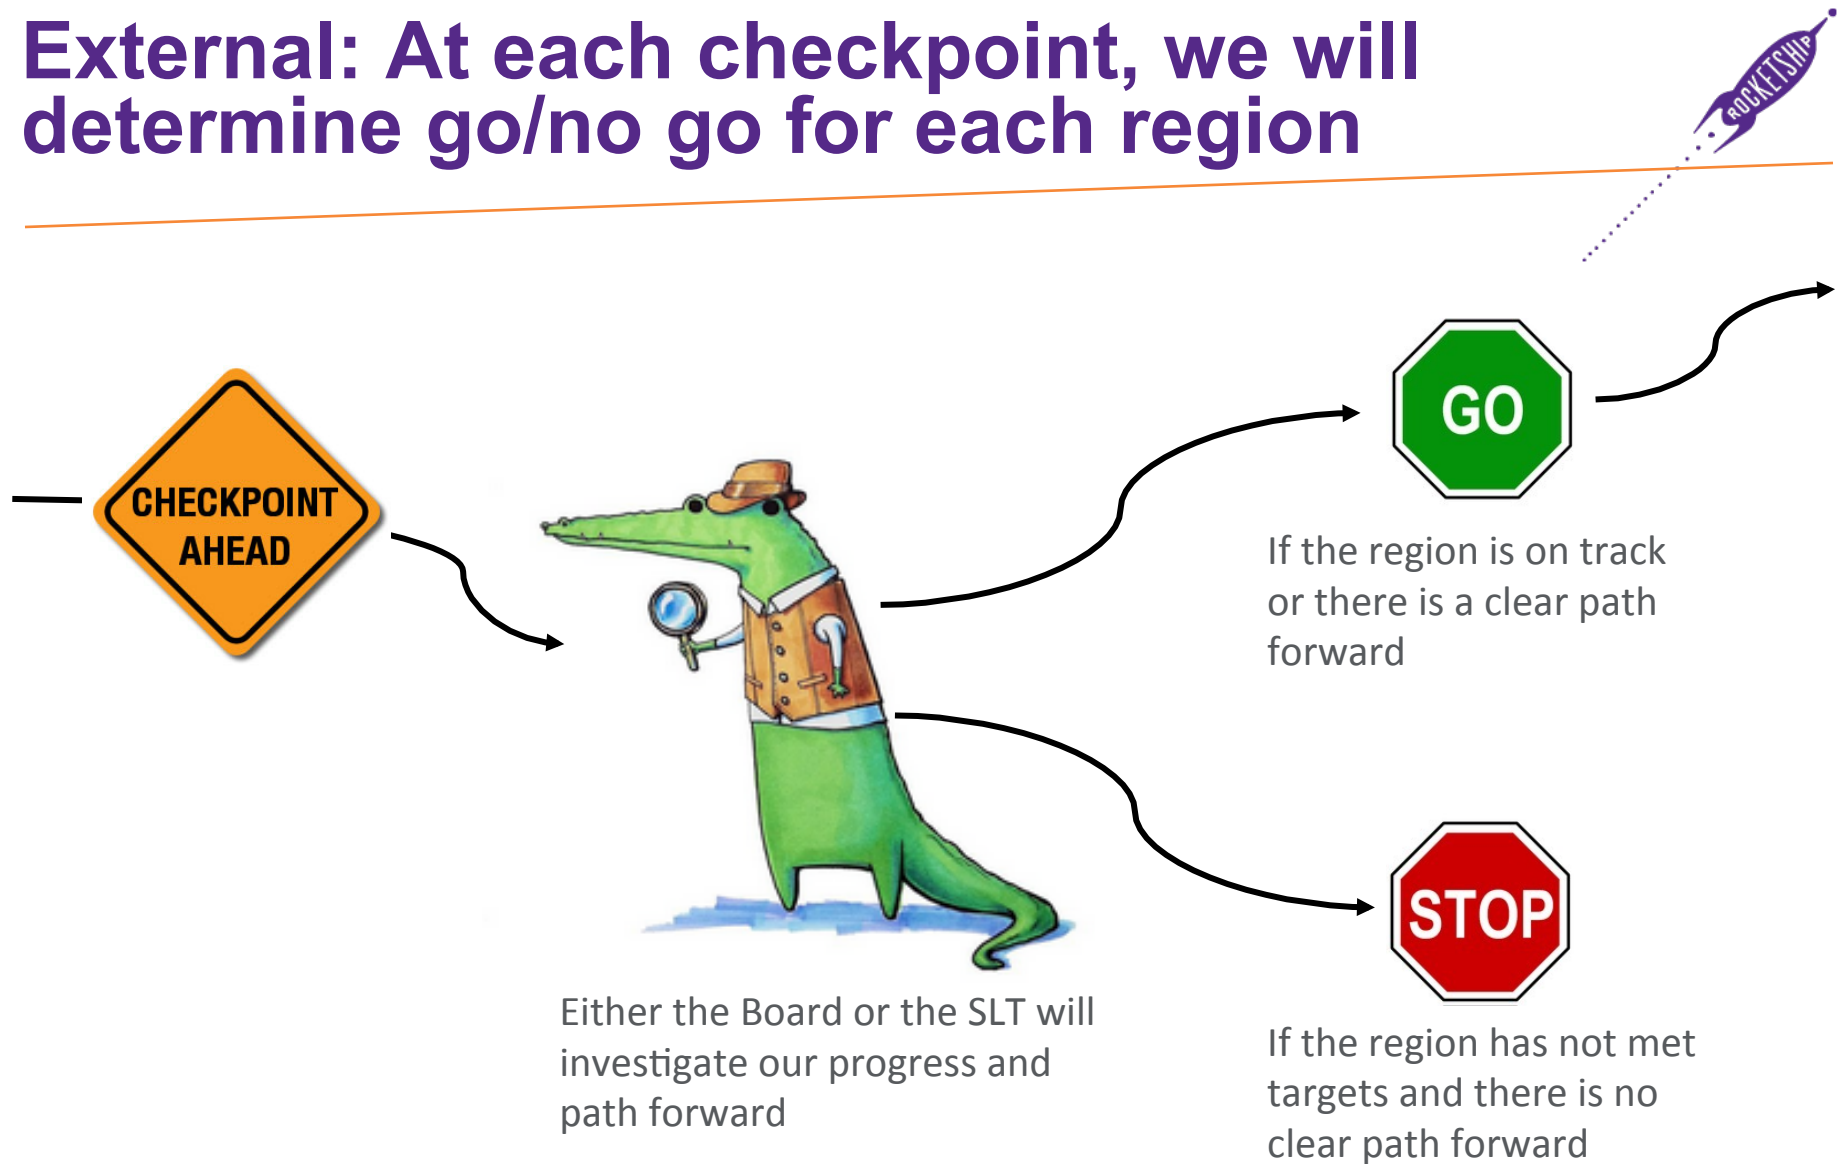 External: At each checkpoint, we will
determine go/no go for each region
ROCKETSHIP
CHECKPOINT
AHEAD
GO
If the region is on track
or there is a clear path
forward
STOP
Either the Board or the SLT will
investigate our progress and
path forward
If the region has not met
targets and there is no
clear path forward